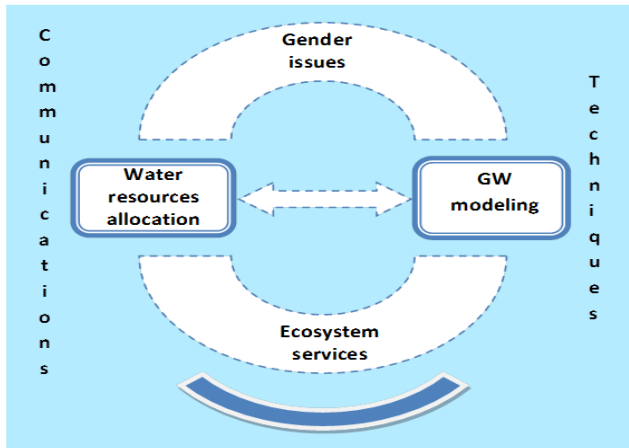 Communications
Gender
issues
Techniques
Water
resources
allocation
GW
modeling
Ecosystem
services